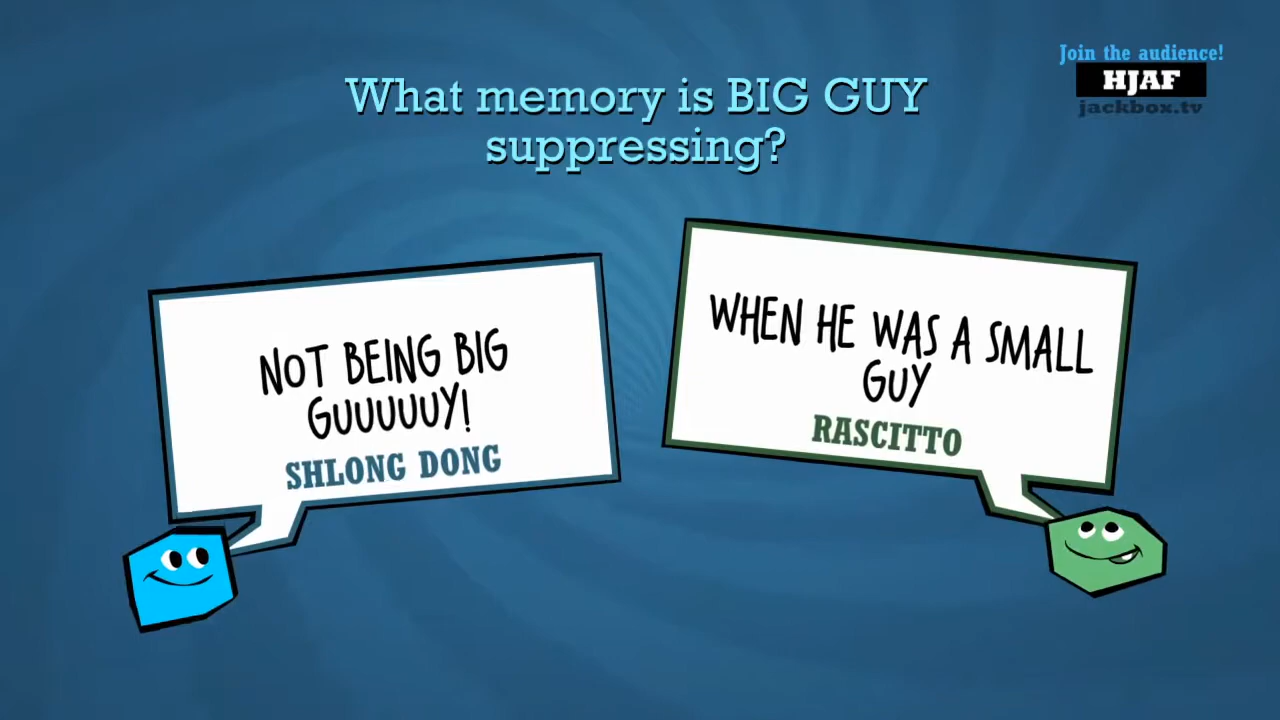 Join the audience!
HJAF
jackbox.tv
What memory is BIG GUY
suppressing?
NOT BEING BIG
GUUUUUY!
SHLONG DONG
WHEN HE WAS A SMALL
GUY
RASCITTO